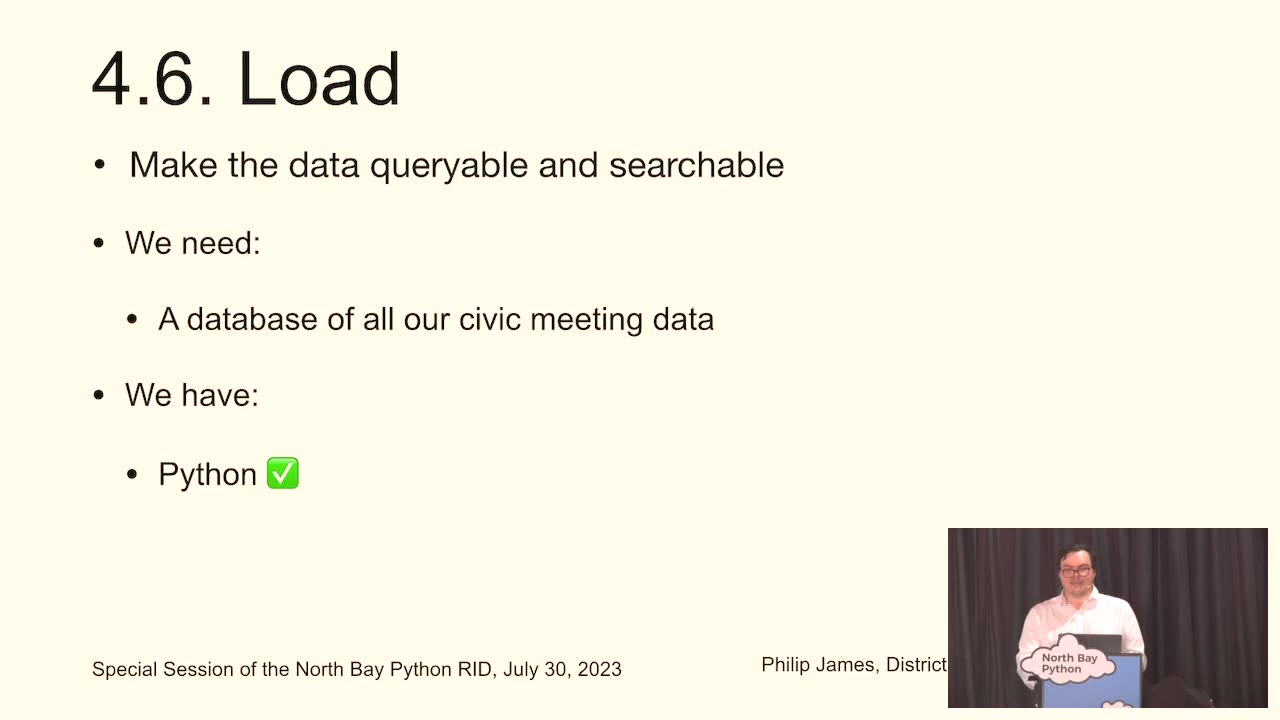 4.6. Load
• Make the data queryable and searchable
• We need:
• A database of all our civic meeting data
• We have:
• Python ✅
Special Session of the North Bay Python RID, July 30, 2023
Philip James, District
North Bay
Python